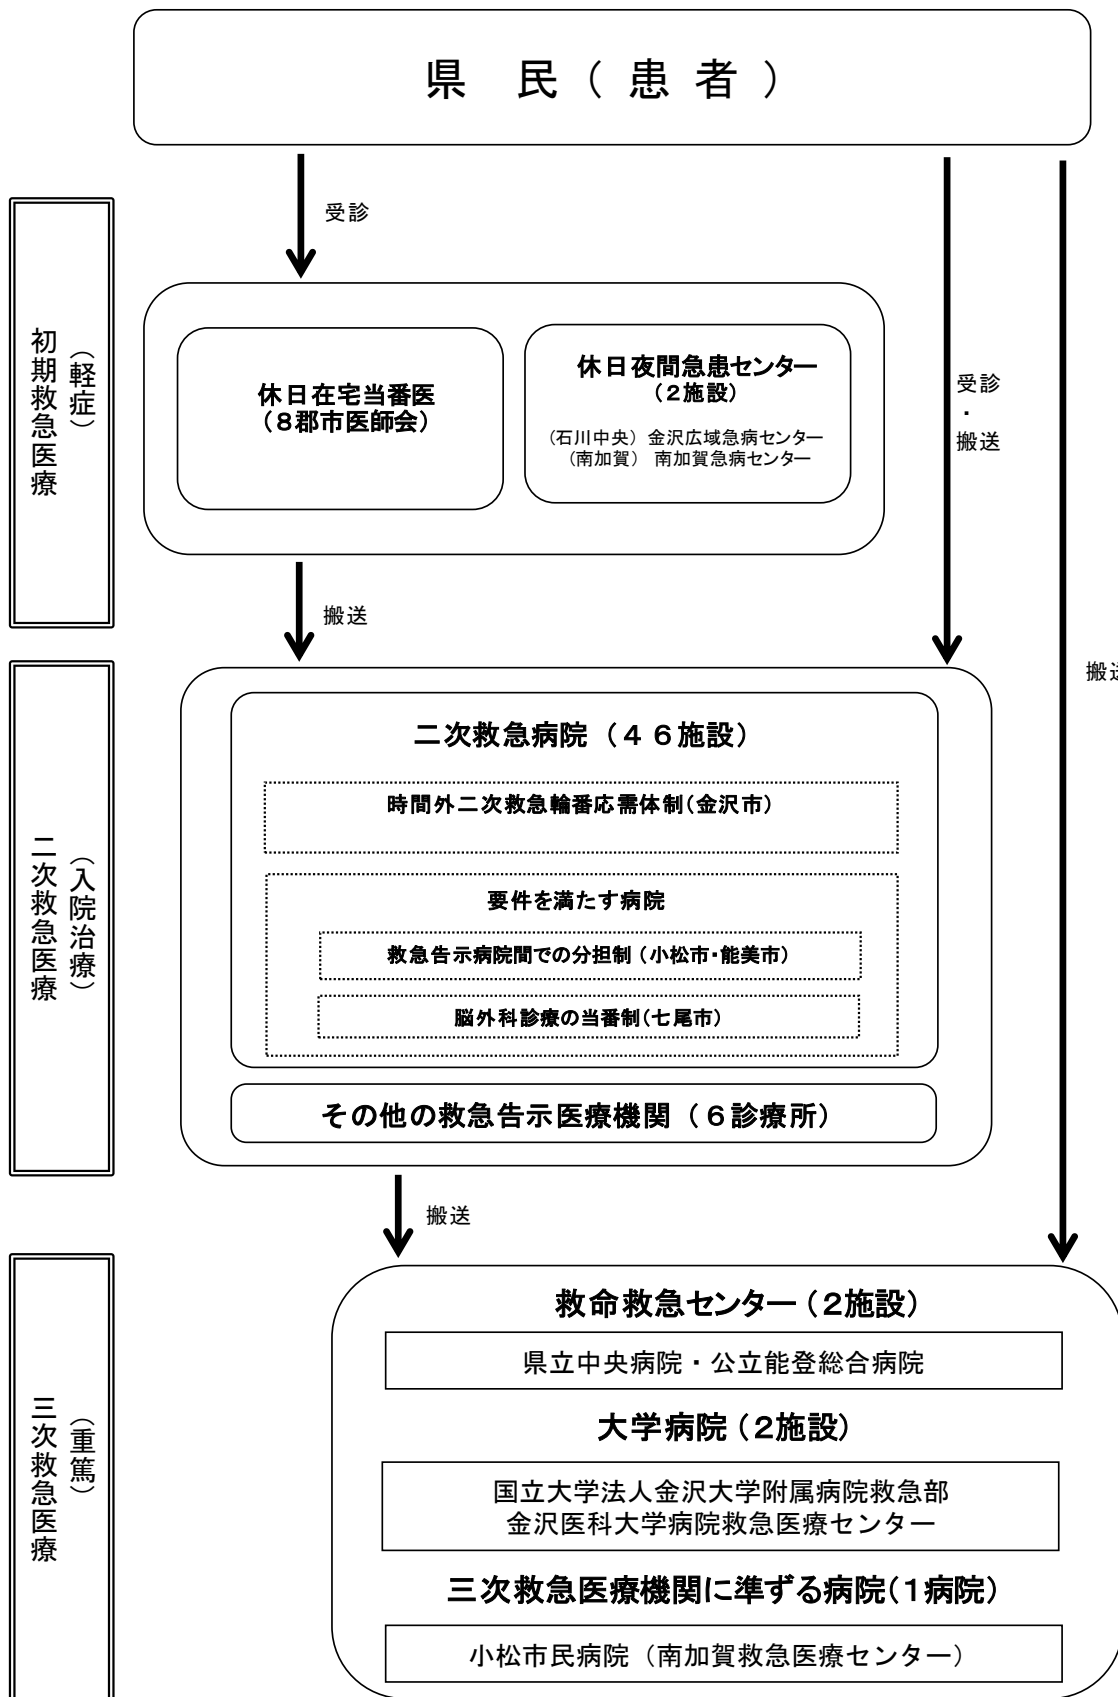 県　民（患者）
受診
初期救急医療
（軽症）
休日在宅当番医
（８郡市医師会）
休日夜間急患センター
（２施設）
（石川中央）金沢広域急病センター
（南加賀）　南加賀急病センター
受診
・
搬送
搬送
搬送
二次救急医療
（入院治療）
二次救急病院（４６施設）
時間外二次救急輪番応需体制（金沢市）
要件を満たす病院
救急告示病院間での分担制（小松市・能美市）
脳外科診療の当番制（七尾市）
その他の救急告示医療機関（６診療所）
搬送
三次救急医療
（重篤）
救命救急センター（２施設）
県立中央病院・公立能登総合病院
大学病院（２施設）
国立大学法人金沢大学附属病院救急部
金沢医科大学病院救急医療センター
三次救急医療機関に準ずる病院（１病院）
小松市民病院（南加賀救急医療センター）